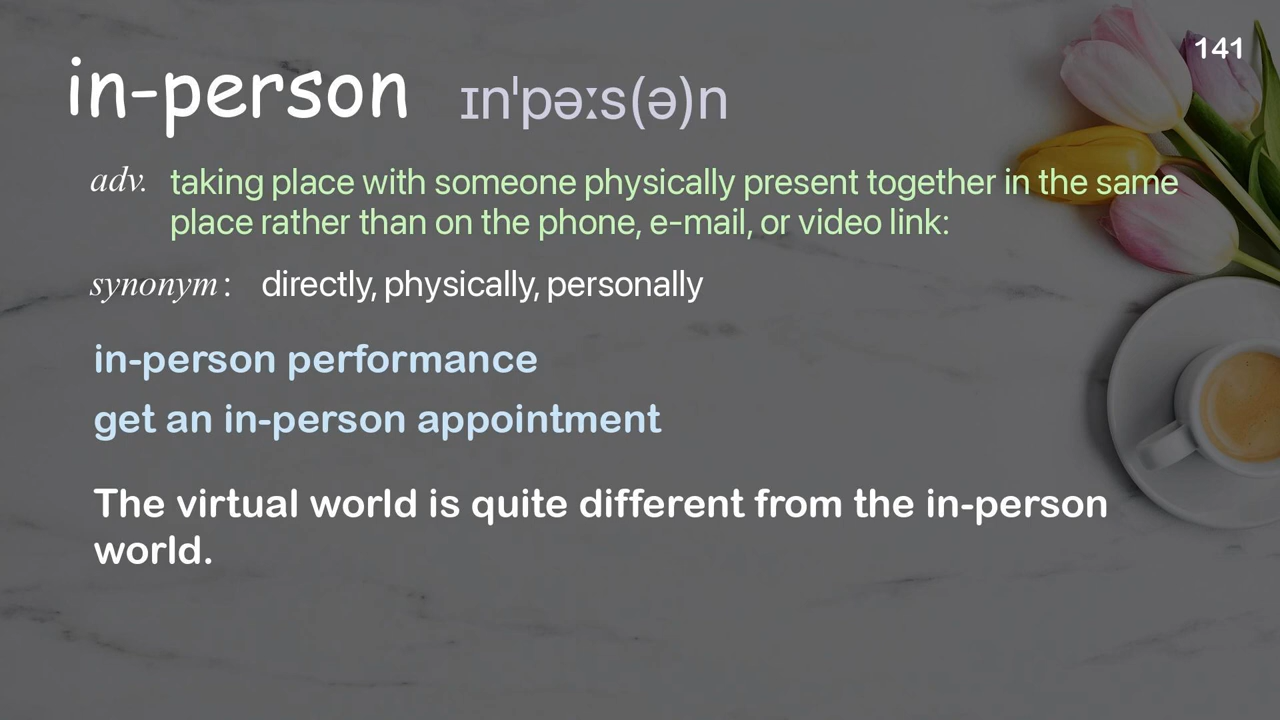 141
in-person ɪnˈpəːs(ə)n
adv. taking place with someone physically present together in the same
place rather than on the phone, e-mail, or video link:
synonym : directly, physically, personally
in-person performance
get an in-person appointment
The virtual world is quite different from the in-person
world.